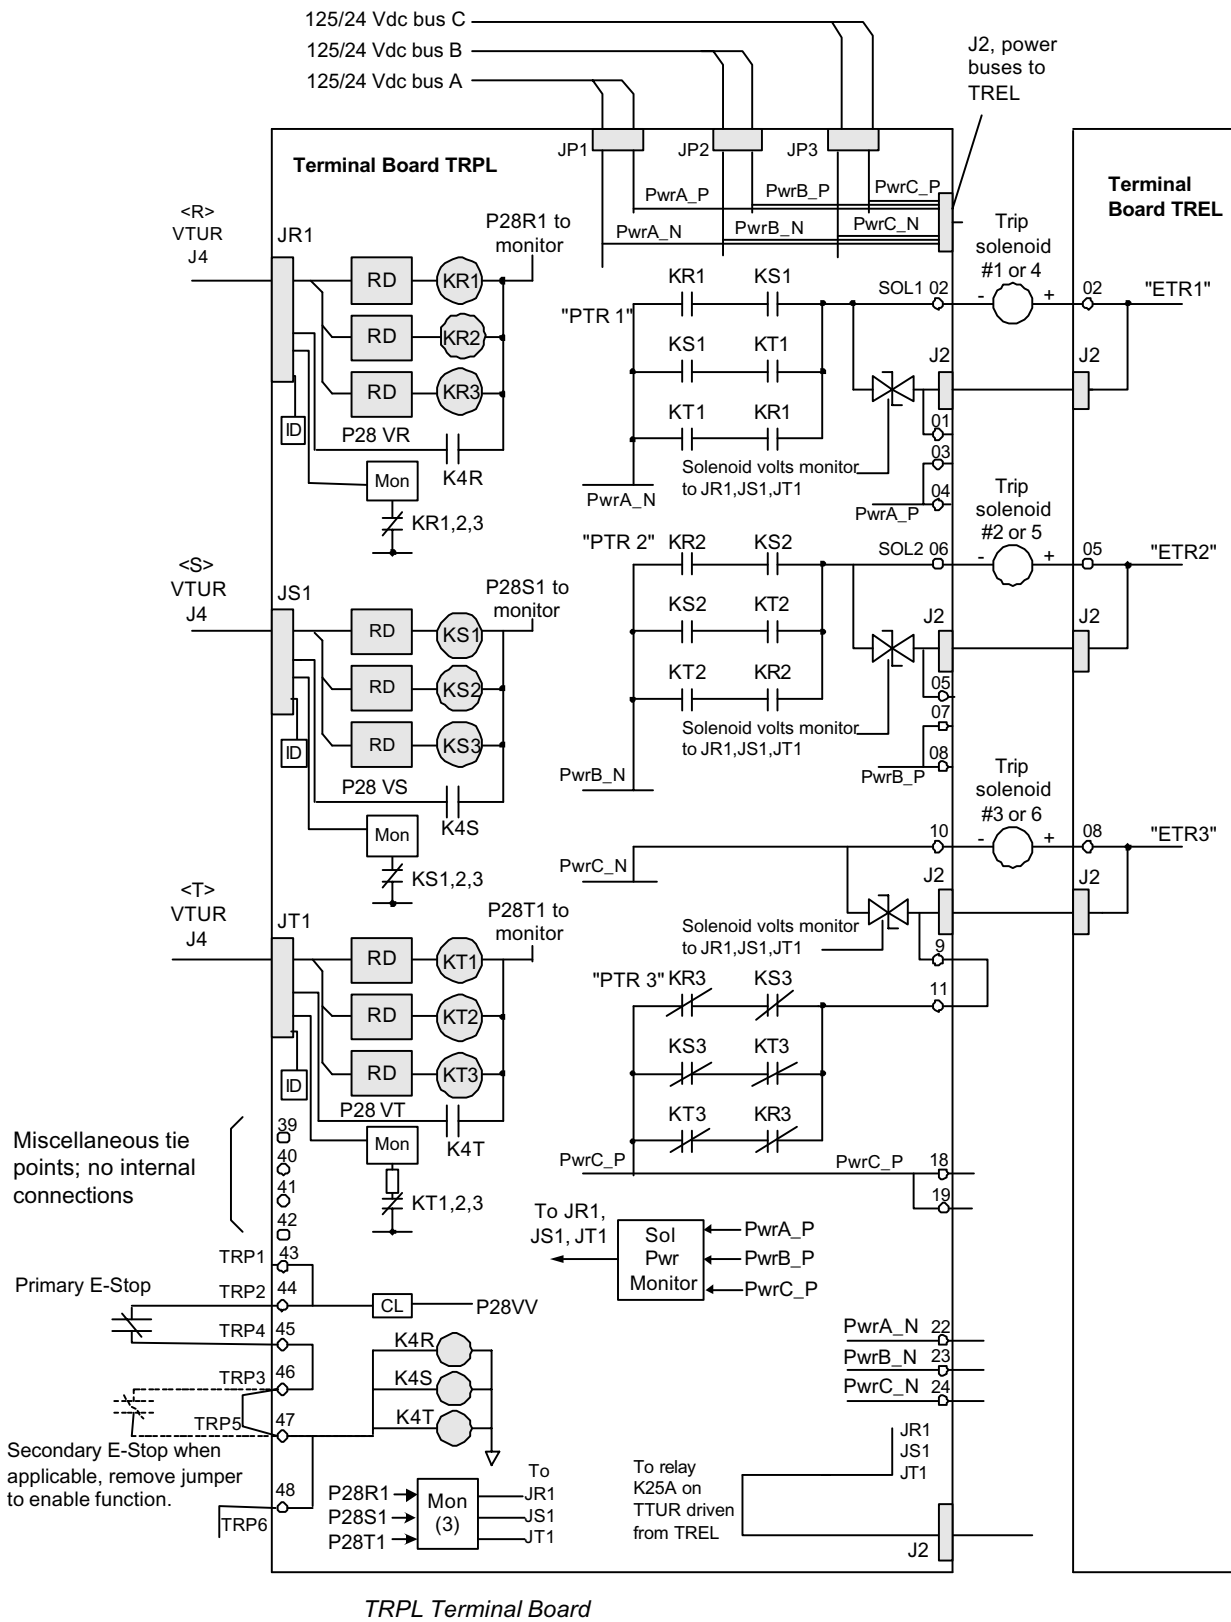 125/24 Vdc bus C
125/24 Vdc bus B
125/24 Vdc bus A
J2, power
buses to
TREL
JP1
JP2
JP3
Terminal Board TRPL
Terminal
Board TREL
PwrA_P
PwrB_P
PwrC_P
PwrA_N
PwrB_N
PwrC_N
<R>
VTUR
J4
JR1
RD
KR1
RD
KR2
RD
KR3
P28R1 to
monitor
ID
P28 VR
K4R
Mon
KR1,2,3
"PTR 1"
KR1
KS1
KS1
KT1
KT1
KR1
SOL1
02
Trip
solenoid
#1 or 4
-
+
02
"ETR1"
J2
J2
01
03
04
Solenoid volts monitor
to JR1,JS1,JT1
PwrA_N
PwrA_P
<S>
VTUR
J4
JS1
RD
KS1
RD
KS2
RD
KS3
P28S1 to
monitor
ID
P28 VS
K4S
Mon
KS1,2,3
"PTR 2"
KR2
KS2
KS2
KT2
KT2
KR2
SOL2
06
Trip
solenoid
#2 or 5
-
+
05
"ETR2"
J2
J2
05
07
08
Solenoid volts monitor
to JR1,JS1,JT1
PwrB_N
PwrB_P
<T>
VTUR
J4
JT1
RD
KT1
RD
KT2
RD
KT3
P28T1 to
monitor
ID
P28 VT
K4T
Mon
KT1,2,3
PwrC_N
10
Trip
solenoid
#3 or 6
-
+
08
"ETR3"
J2
J2
9
11
Solenoid volts monitor
to JR1,JS1,JT1
"PTR 3"
KR3
KS3
KS3
KT3
KT3
KR3
PwrC_P
PwrC_P
18
19
Miscellaneous tie
points; no internal
connections
39
40
41
42
To JR1,
JS1, JT1
Sol
Pwr
Monitor
PwrA_P
PwrB_P
PwrC_P
TRP1
43
Primary E-Stop
TRP2
44
CL
P28VV
TRP4
45
TRP3
46
TRP5
47
48
TRP6
K4R
K4S
K4T
Secondary E-Stop when
applicable, remove jumper
to enable function.
PwrA_N
22
PwrB_N
23
PwrC_N
24
P28R1
P28S1
P28T1
Mon
(3)
To
JR1
JS1
JT1
To relay
K25A on
TTUR driven
from TREL
JR1
JS1
JT1
J2
TRPL Terminal Board